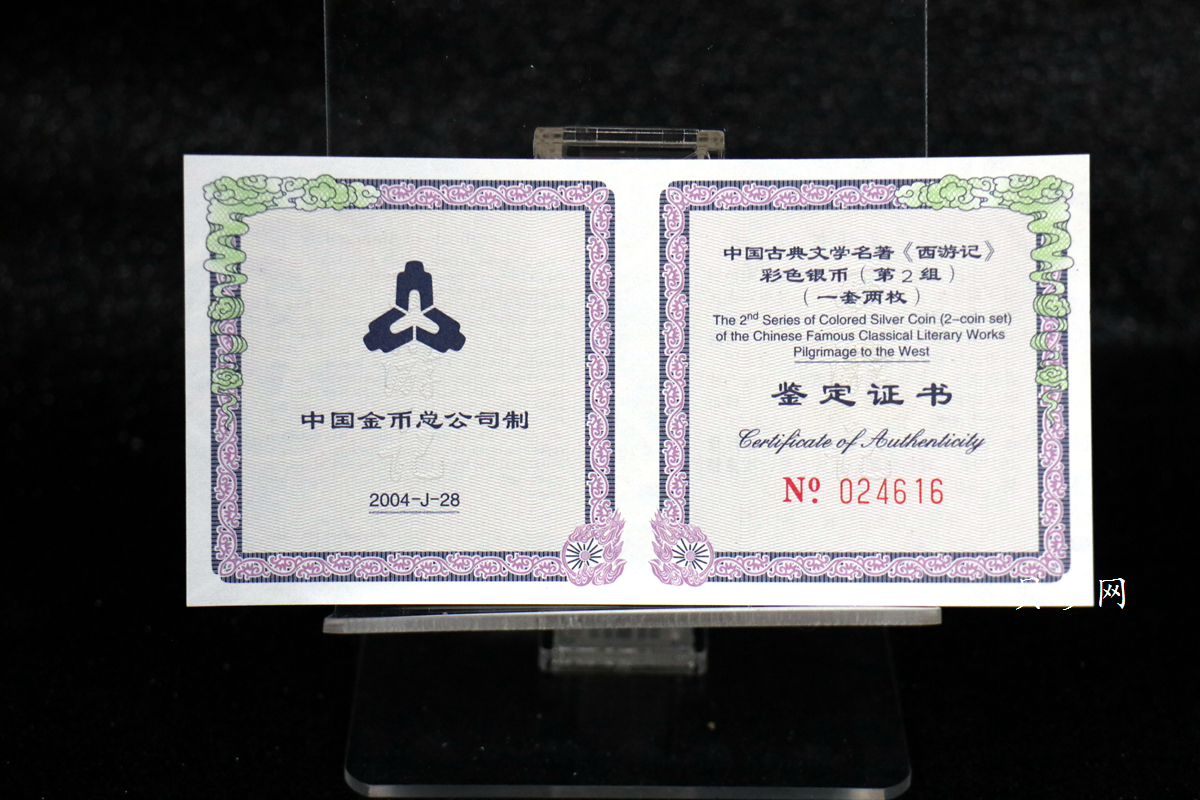 中国金币总公司制
2004-J-28
中国古典文学名著《西游记》
彩色银币（第2组）
（一套两枚）
The 2nd Series of Colored Silver Coin (2-coin set)
of the Chinese Famous Classical Literary Works
Pilgrimage to the West
鉴定证书
Certificate of Authenticity
Nº 024616
网